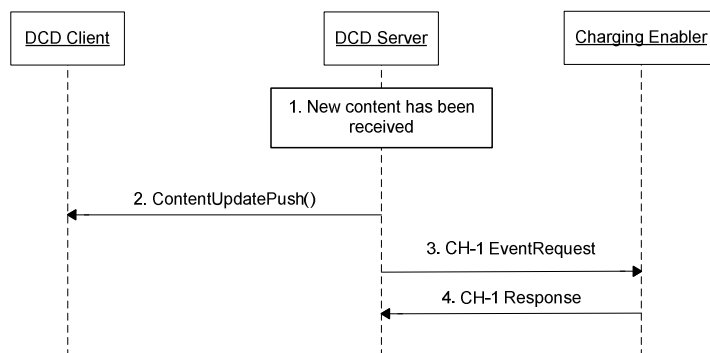 DCD Client
DCD Server
Charging Enabler
1. New content has been
received
2. ContentUpdatePush()
3. CH-1 EventRequest
4. CH-1 Response